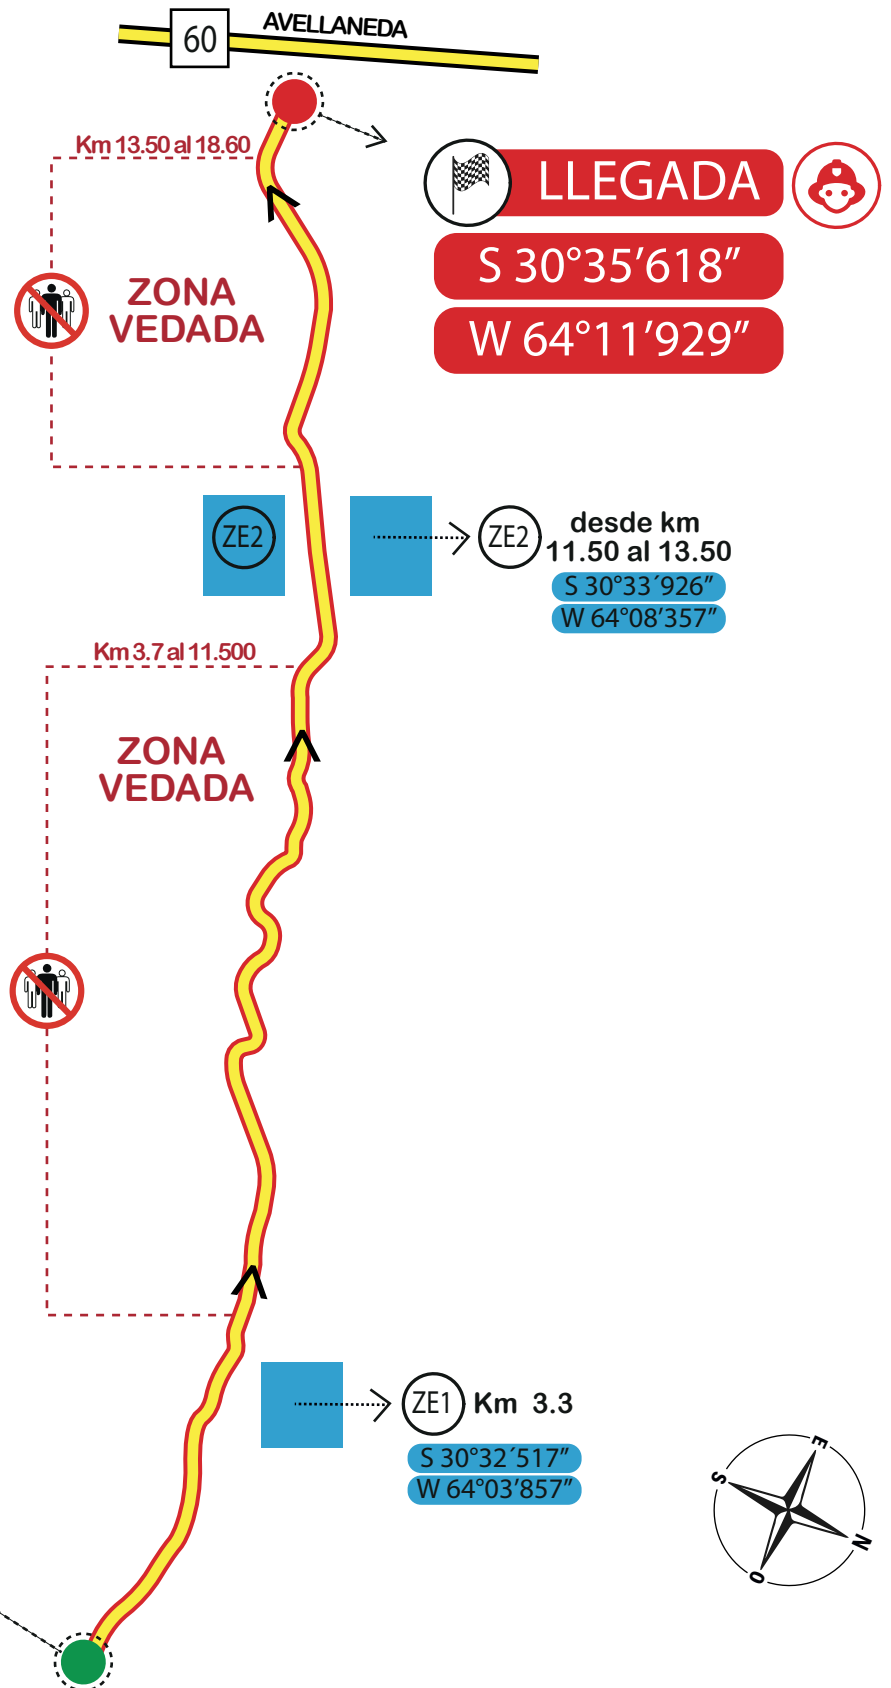 AVELLANEDA
60
Km 13.50 al 18.60
LLEGADA
S 30°35’618”
W 64°11’929”
ZONA
VEDADA
ZE2
ZE2
desde km
11.50 al 13.50
S 30°33´926”
W 64°08’357”
Km 3.7 al 11.500
ZONA
VEDADA
ZE1
Km 3.3
S 30°32´517”
W 64°03’857”
E
S
N
O